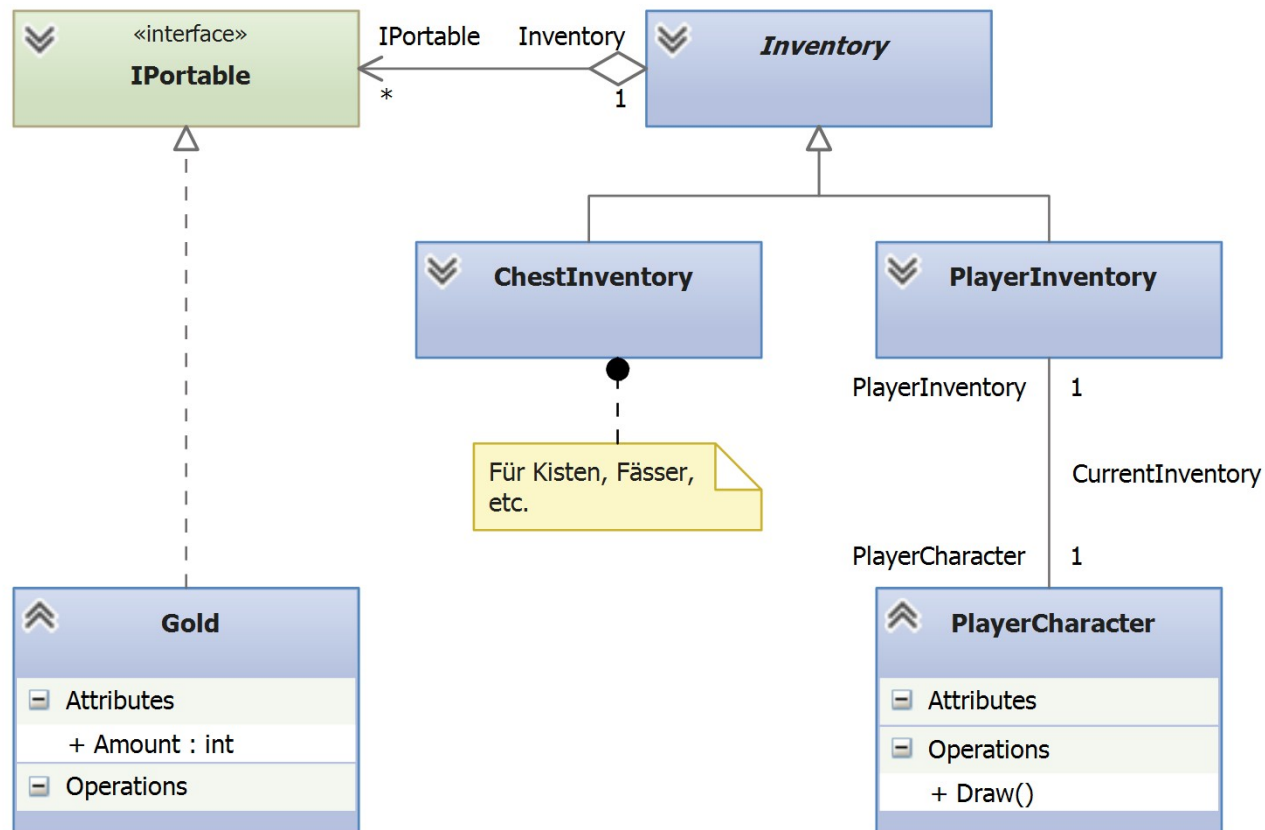 «interface»
IPortable
IPortable
*
Inventory
1
Inventory
ChestInventory
PlayerInventory
Für Kisten, Fässer,
etc.
PlayerInventory 1
CurrentInventory
PlayerCharacter 1
Gold
Attributes
+ Amount : int
Operations
PlayerCharacter
Attributes
Operations
+ Draw()